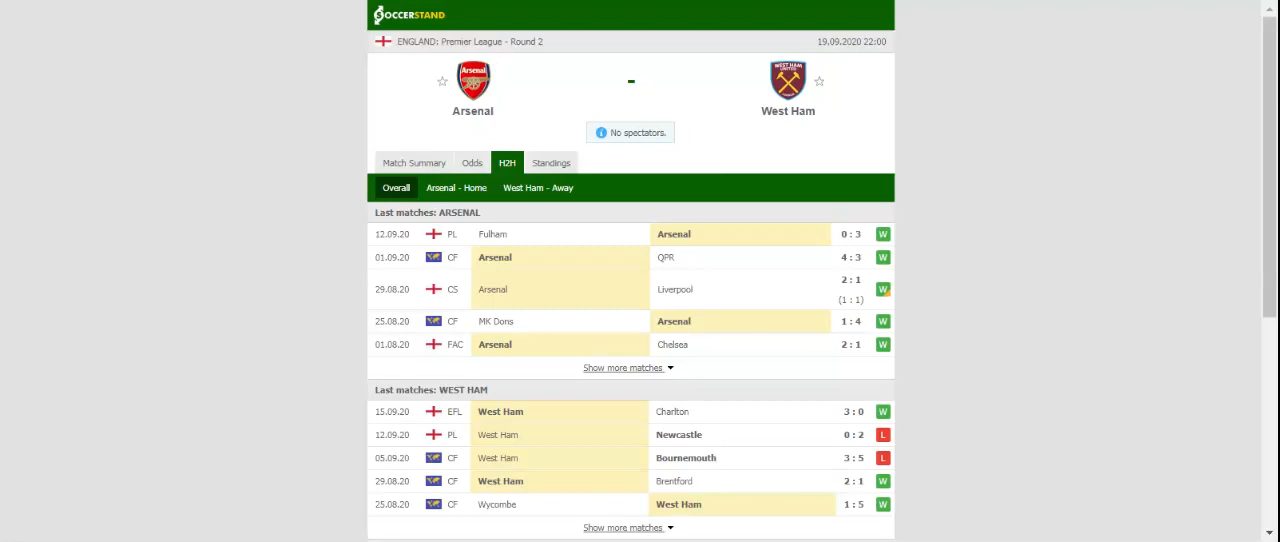 SOCCERSTAND
ENGLAND: Premier League - Round 2 19.09.2020 22:00
Arsenal - West Ham
No spectators.
Match Summary Odds H2H Standings
Overall Arsenal - Home West Ham - Away
Last matches: ARSENAL
12.09.20 PL Fulham Arsenal 0 : 3 W
01.09.20 CF Arsenal QPR 4 : 3 W
29.08.20 CS Arsenal Liverpool 2 : 1 (1 : 1) W
25.08.20 CF MK Dons Arsenal 1 : 4 W
01.08.20 FAC Arsenal Chelsea 2 : 1 W
Show more matches
Last matches: WEST HAM
15.09.20 EFL West Ham Charlton 3 : 0 W
12.09.20 PL West Ham Newcastle 0 : 2 L
05.09.20 CF West Ham Bournemouth 3 : 5 L
29.08.20 CF West Ham Brentford 2 : 1 W
25.08.20 CF Wycombe West Ham 1 : 5 W
Show more matches